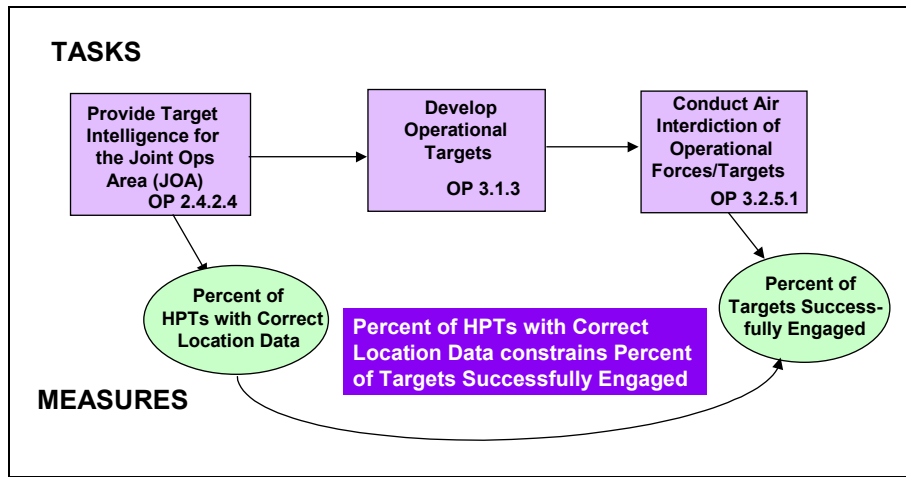 TASKS
Provide Target
Intelligence for
the Joint Ops
Area (JOA)
OP 2.4.2.4
Develop
Operational
Targets
OP 3.1.3
Conduct Air
Interdiction of
Operational
Forces/Targets
OP 3.2.5.1
Percent of
HPTs with Correct
Location Data
Percent of HPTs with Correct
Location Data constrains Percent
of Targets Successfully Engaged
Percent of
Targets Success-
fully Engaged
MEASURES